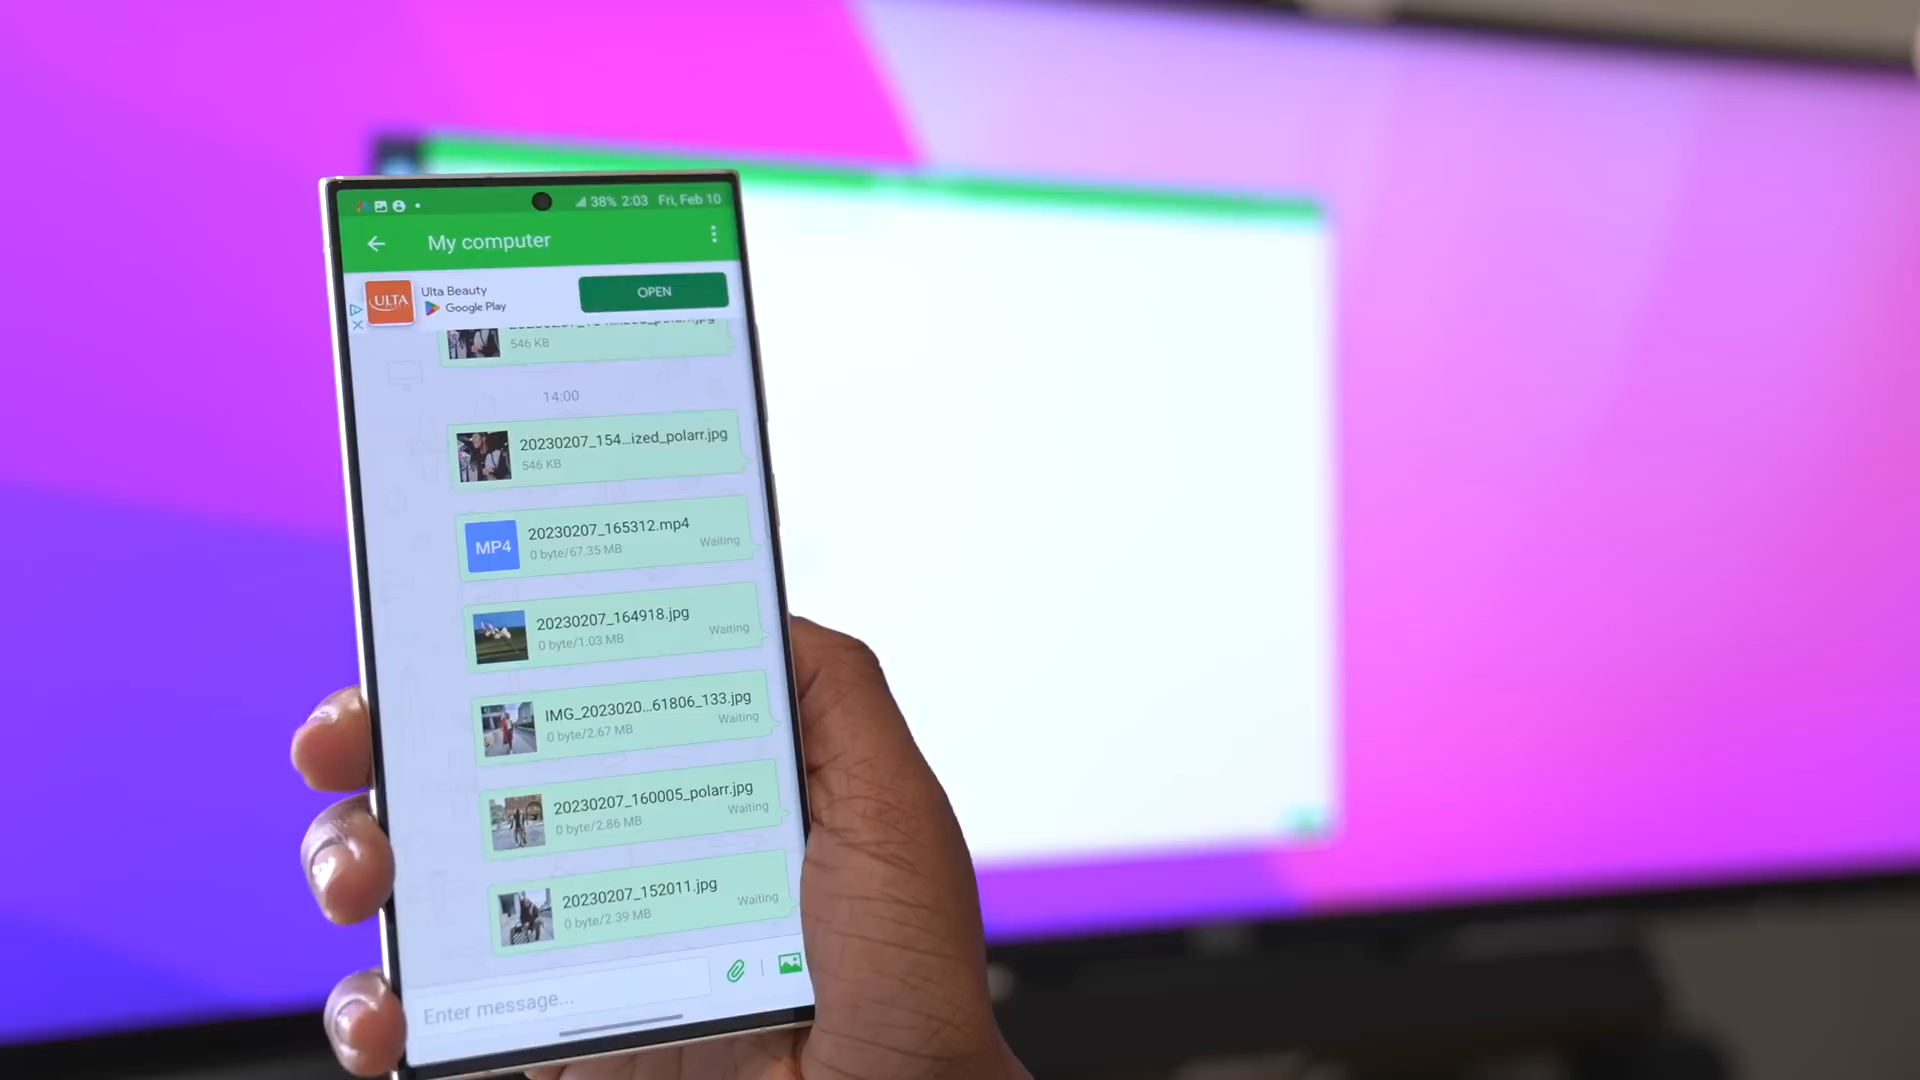 38% 2:03 Fri, Feb 10
My computer
Ulta Beauty
ULTA
Google Play
OPEN
546 KB
14:00
20230207_154...ized_polarr.jpg
546 KB
20230207_165312.mp4
MP4
0 byte/67.35 MB
Waiting
20230207_164918.jpg
0 byte/1.03 MB
Waiting
IMG_2023020...61806_133.jpg
0 byte/2.67 MB
Waiting
20230207_160005_polarr.jpg
0 byte/2.86 MB
Waiting
20230207_152011.jpg
0 byte/2.39 MB
Waiting
Enter message...